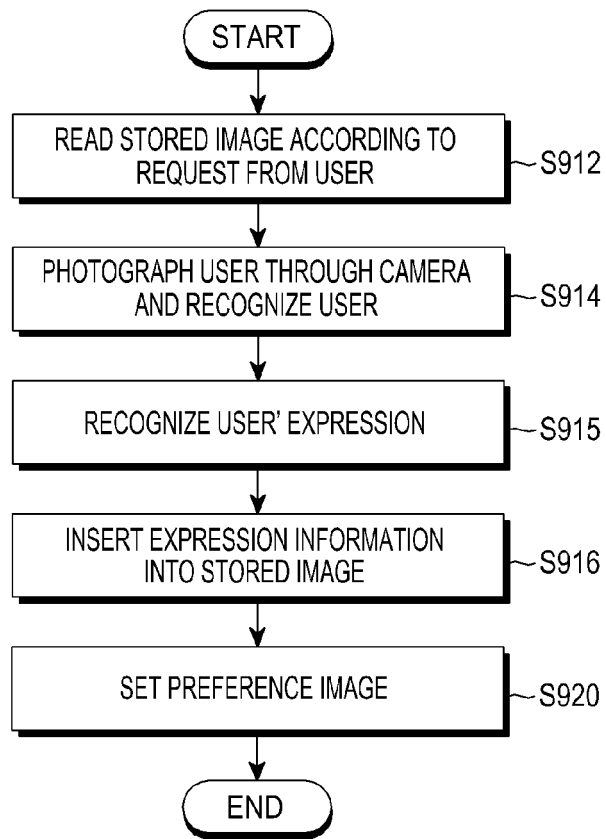 START
READ STORED IMAGE ACCORDING TO
REQUEST FROM USER
S912
PHOTOGRAPH USER THROUGH CAMERA
AND RECOGNIZE USER
S914
RECOGNIZE USER' EXPRESSION
S915
INSERT EXPRESSION INFORMATION
INTO STORED IMAGE
S916
SET PREFERENCE IMAGE
S920
END